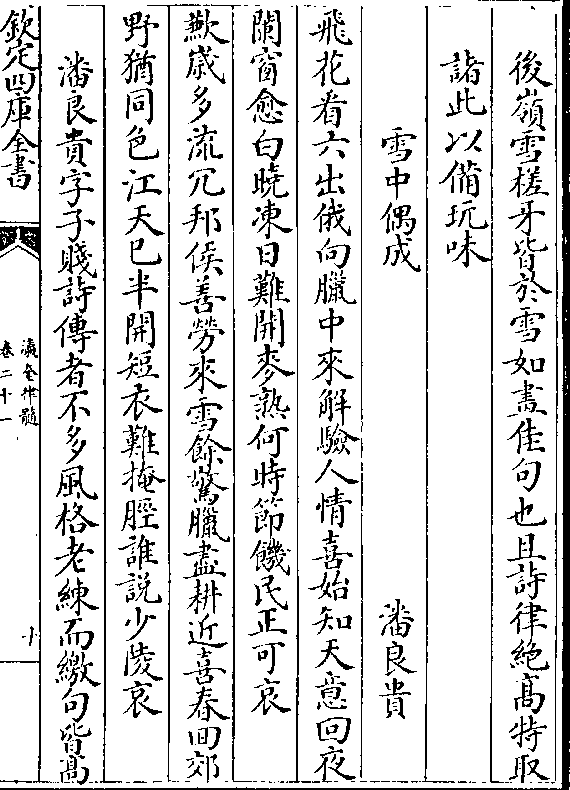 後嶺雪槎牙皆於雪如畫佳句也且詩律絶髙特取
諸此以備玩味
雪中偶成 潘良貴
飛花看六出俄向臘中來解驗人情喜始知天意回夜
闌窗愈白曉凍日難開麥熟何時節饑民正可哀
歉歳多流冗邦侯善勞來雪餘驚臘盡耕近喜春回郊
野猶同色江天已半開短衣難掩脛誰説少陵哀
潘良貴字子賤詩傳者不多風格老練而繳句皆髙
欽定四庫全書
瀛奎律髓
卷二十一
十